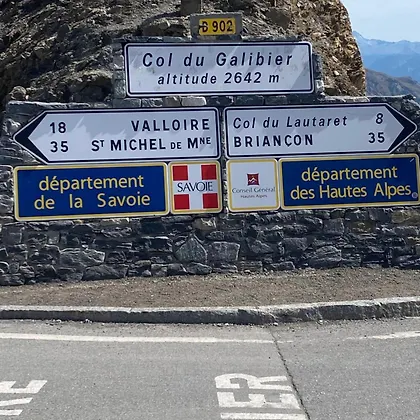 D 902
Col du Galibier
altitude 2642 m
18 VALLOIRE
35 ST MICHEL DE MNE
Col du Lautaret 8
BRIANÇON 35
département
de la Savoie
SAVOIE
Conseil Général
département
des Hautes Alpes